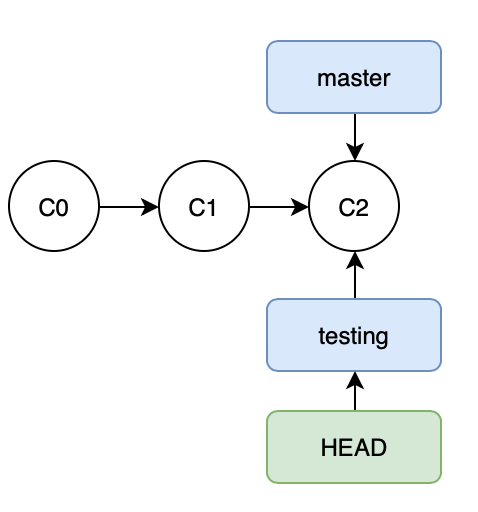 master
C0 C1 C2
testing
HEAD